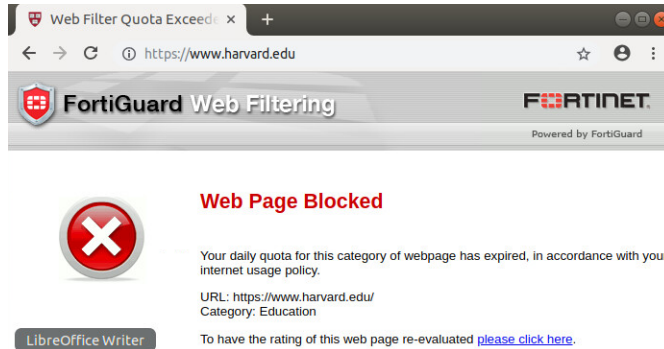 Web Filter Quota Exceede
https://www.harvard.edu
FortiGuard Web Filtering
FORTINET.
Powered by FortiGuard
Web Page Blocked
Your daily quota for this category of webpage has expired, in accordance with you
internet usage policy.
URL: https://www.harvard.edu/
Category: Education
LibreOffice Writer
To have the rating of this web page re-evaluated please click here.